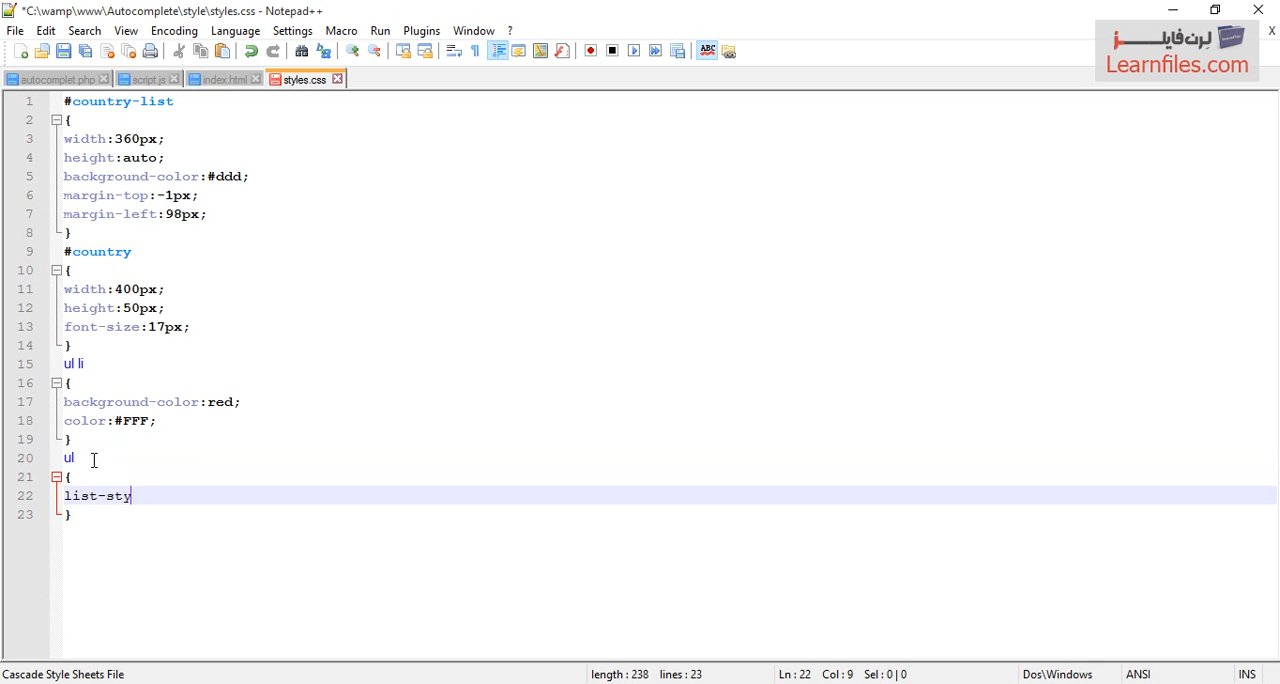 *C:\wamp\www\Autocomplete\style\styles.css - Notepad++
File Edit Search View Encoding Language Settings Macro Run Plugins Window ? X
لرن‌فایلز
Learnfiles.com
autocomplet.php script.js index.html styles.css
1 #country-list
2 {
3 width:360px;
4 height:auto;
5 background-color:#ddd;
6 margin-top:-1px;
7 margin-left:98px;
8 }
9 #country
10 {
11 width:400px;
12 height:50px;
13 font-size:17px;
14 }
15 ul li
16 {
17 background-color:red;
18 color:#FFF;
19 }
20 ul
21 {
22 list-sty
23 }
Cascade Style Sheets File length : 238 lines : 23 Ln : 22 Col : 9 Sel : 0 | 0 Dos\Windows ANSI INS